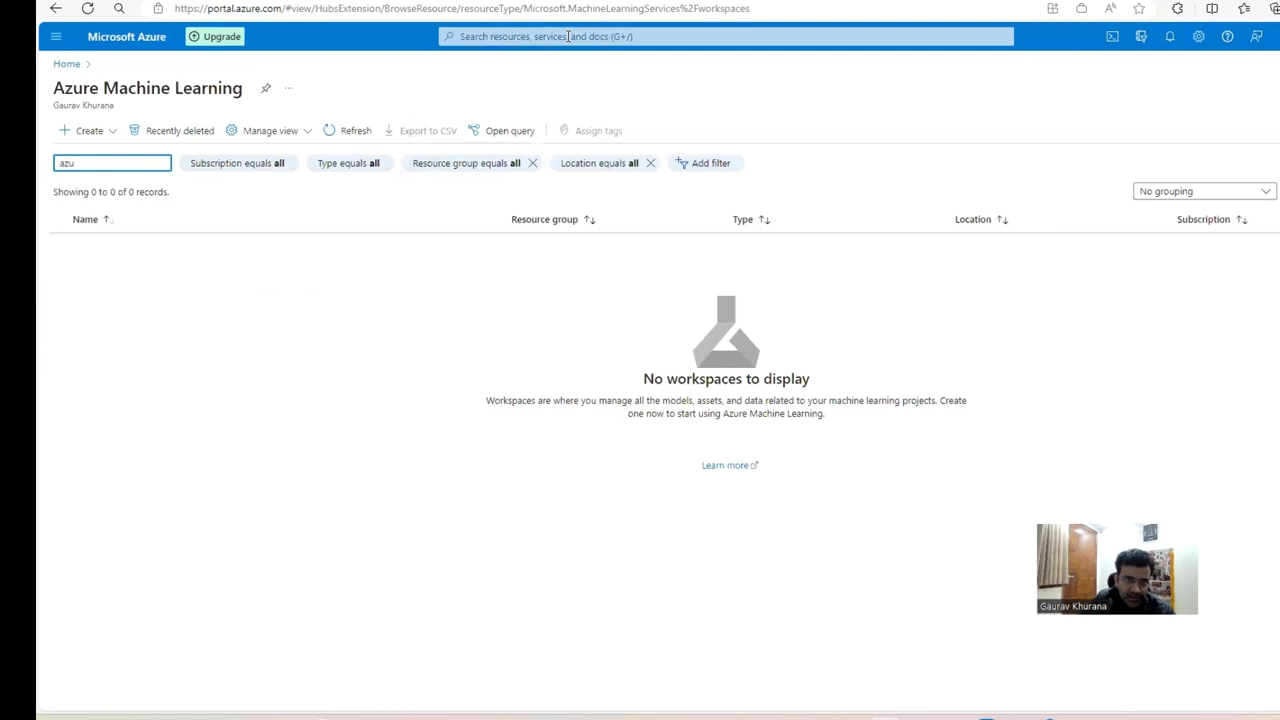 https://portal.azure.com/#view/HubsExtension/BrowseResource/resourceType/Microsoft.MachineLearningServices%2Fworkspaces
Microsoft Azure
Upgrade
Search resources, services, and docs (G+/)
Home
Azure Machine Learning
Gaurav Khurana
Create
Recently deleted
Manage view
Refresh
Export to CSV
Open query
Assign tags
azu
Subscription equals all
Type equals all
Resource group equals all
Location equals all
Add filter
Showing 0 to 0 of 0 records.
No grouping
Name
Resource group
Type
Location
Subscription
No workspaces to display
Workspaces are where you manage all the models, assets, and data related to your machine learning projects. Create
one now to start using Azure Machine Learning.
Learn more
Gaurav Khurana